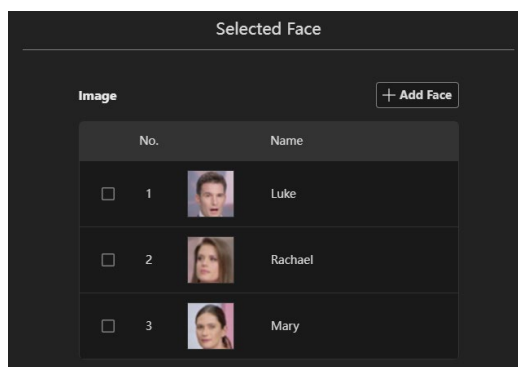 Selected Face
Image
+ Add Face
No. Name
1 Luke
2 Rachael
3 Mary